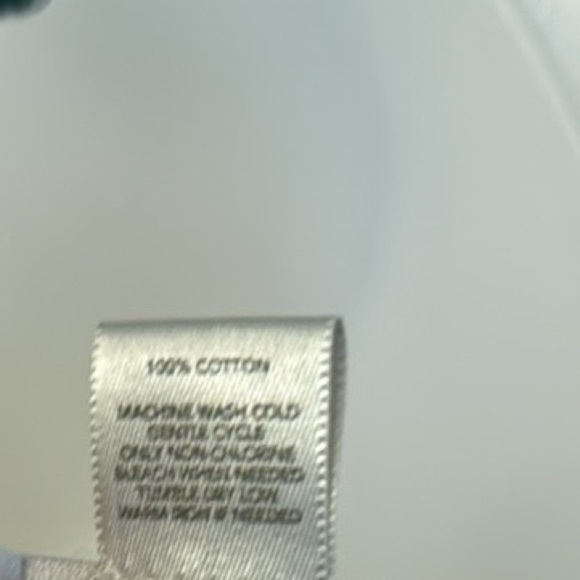 100% COTTON
MACHINE WASH COLD
GENTLE CYCLE
ONLY NON-CHLORINE
BLEACH WHEN NEEDED
TUMBLE DRY LOW
WARM IRON IF NEEDED